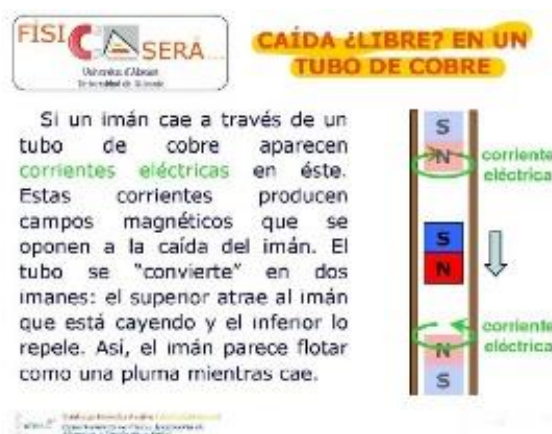 FÍSICA SERÁ...
Universitat d'Alacant
Universidad de Alicante
CAÍDA ¿LIBRE? EN UN
TUBO DE COBRE
Si un imán cae a través de un
tubo de cobre aparecen
corrientes eléctricas en éste.
Estas corrientes producen
campos magnéticos que se
oponen a la caída del imán. El
tubo se "convierte" en dos
imanes: el superior atrae al imán
que está cayendo y el inferior lo
repele. Así, el imán parece flotar
como una pluma mientras cae.
S
N
corriente
eléctrica
S
N
corriente
eléctrica
N
S